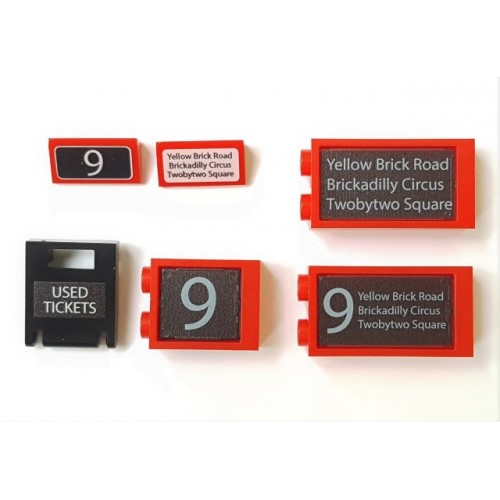 9
Yellow Brick Road
Brickadilly Circus
Twobytwo Square
Yellow Brick Road
Brickadilly Circus
Twobytwo Square
USED
TICKETS
9
9
Yellow Brick Road
Brickadilly Circus
Twobytwo Square